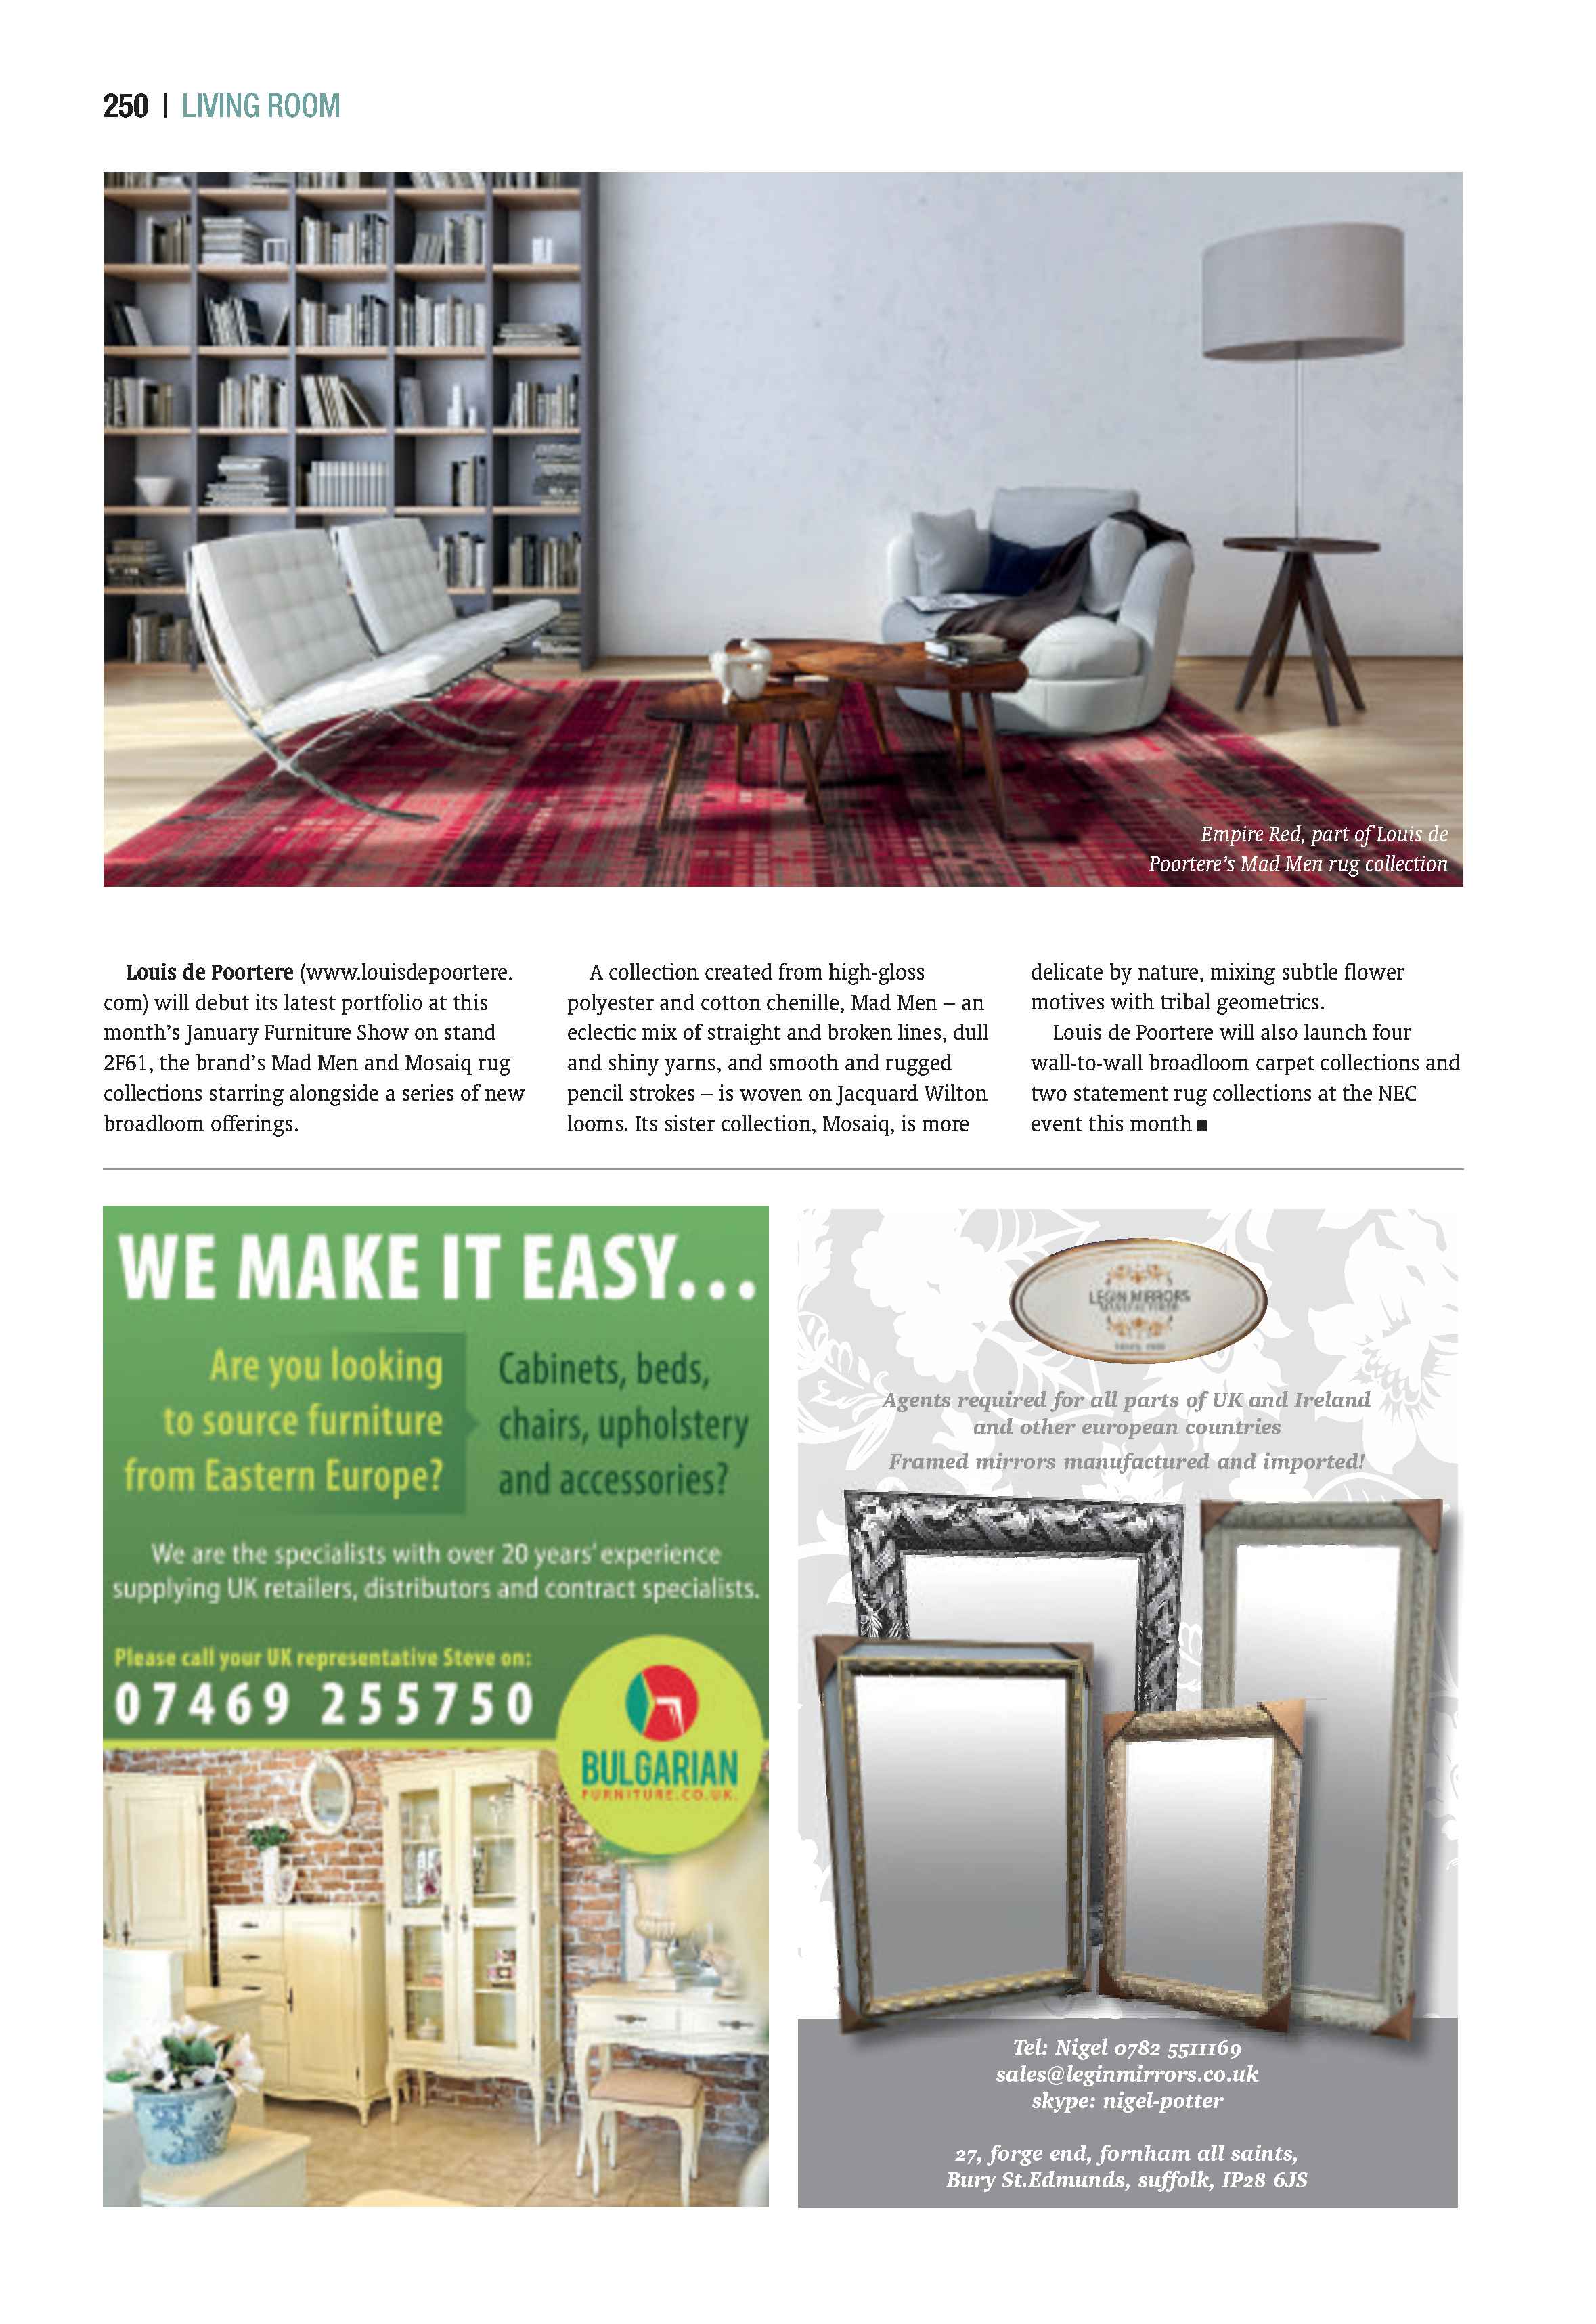 250 | LIVING ROOM
Empire Red, part of Louis de
Poortere’s Mad Men rug collection
Louis de Poortere (www.louisdepoortere.
com) will debut its latest portfolio at this
month’s January Furniture Show on stand
2F61, the brand’s Mad Men and Mosaiq rug
collections starring alongside a series of new
broadloom offerings.
A collection created from high-gloss
polyester and cotton chenille, Mad Men – an
eclectic mix of straight and broken lines, dull
and shiny yarns, and smooth and rugged
pencil strokes – is woven on Jacquard Wilton
looms. Its sister collection, Mosaiq, is more
delicate by nature, mixing subtle flower
motives with tribal geometrics.
Louis de Poortere will also launch four
wall-to-wall broadloom carpet collections and
two statement rug collections at the NEC
event this month ■
WE MAKE IT EASY...
Are you looking
to source furniture
from Eastern Europe?
Cabinets, beds,
chairs, upholstery
and accessories?
We are the specialists with over 20 years’ experience
supplying UK retailers, distributors and contract specialists.
Please call your UK representative Steve on:
07469 255750
BULGARIAN
FURNITURE.CO.UK
LEGIN MIRRORS
MANUFACTURER
Agents required for all parts of UK and Ireland
and other european countries
Framed mirrors manufactured and imported!
Tel: Nigel 0782 5511169
sales@leginmirrors.co.uk
skype: nigel-potter
27, forge end, fornham all saints,
Bury St.Edmunds, suffolk, IP28 6JS